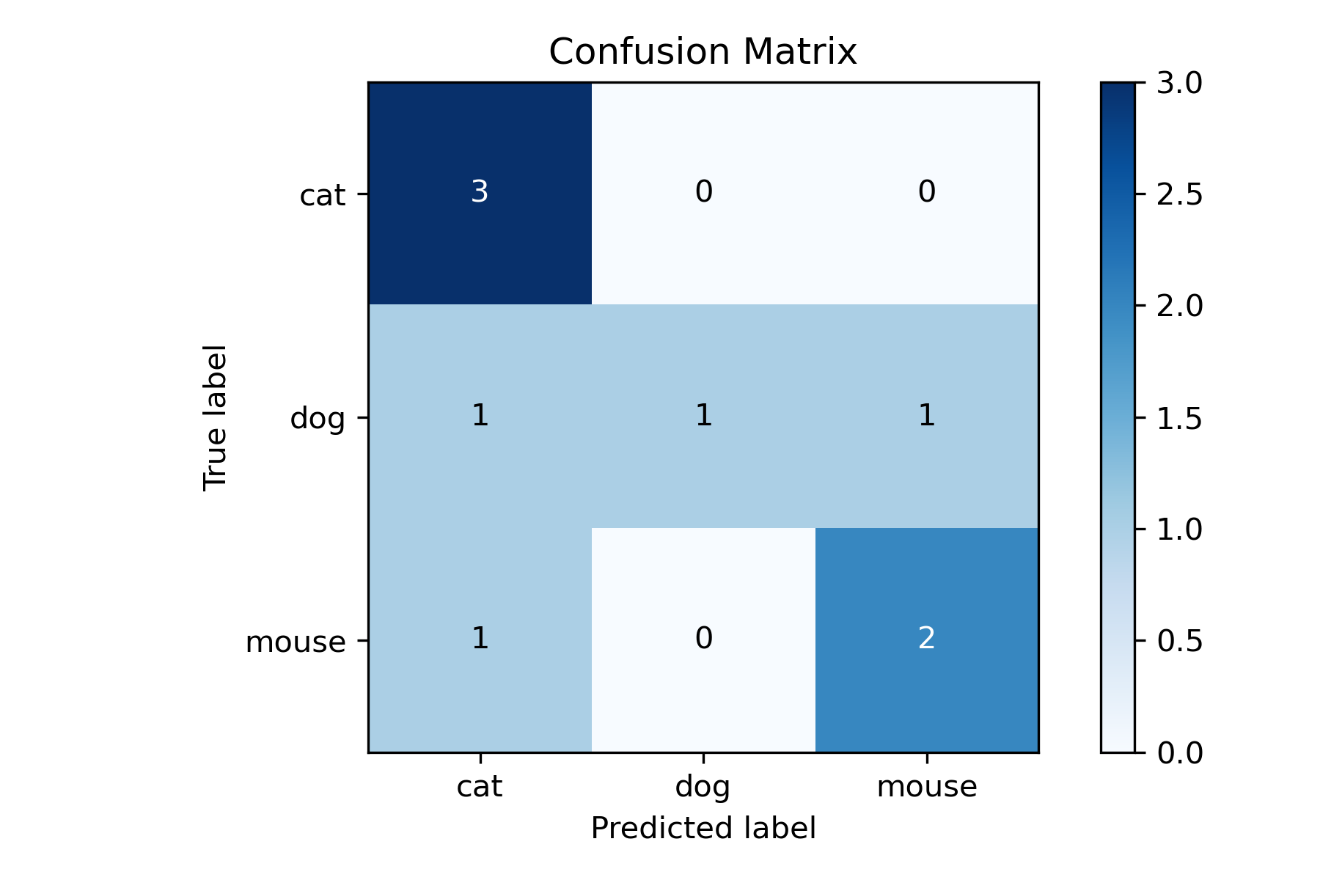 Confusion Matrix
cat 3 0 0
dog 1 1 1
mouse 1 0 2
cat dog mouse
Predicted label
True label
3.0
2.5
2.0
1.5
1.0
0.5
0.0